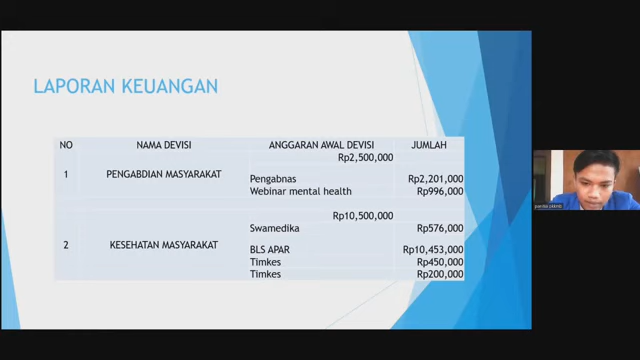 LAPORAN KEUANGAN
NO NAMA DEVISI ANGGARAN AWAL DEVISI JUMLAH
Rp2,500,000
1 PENGABDIAN MASYARAKAT Pengabnas Rp2,201,000
Webinar mental health Rp996,000
Rp10,500,000
Swamedika Rp576,000
2 KESEHATAN MASYARAKAT BLS APAR Rp10,453,000
Timkes Rp450,000
Timkes Rp200,000